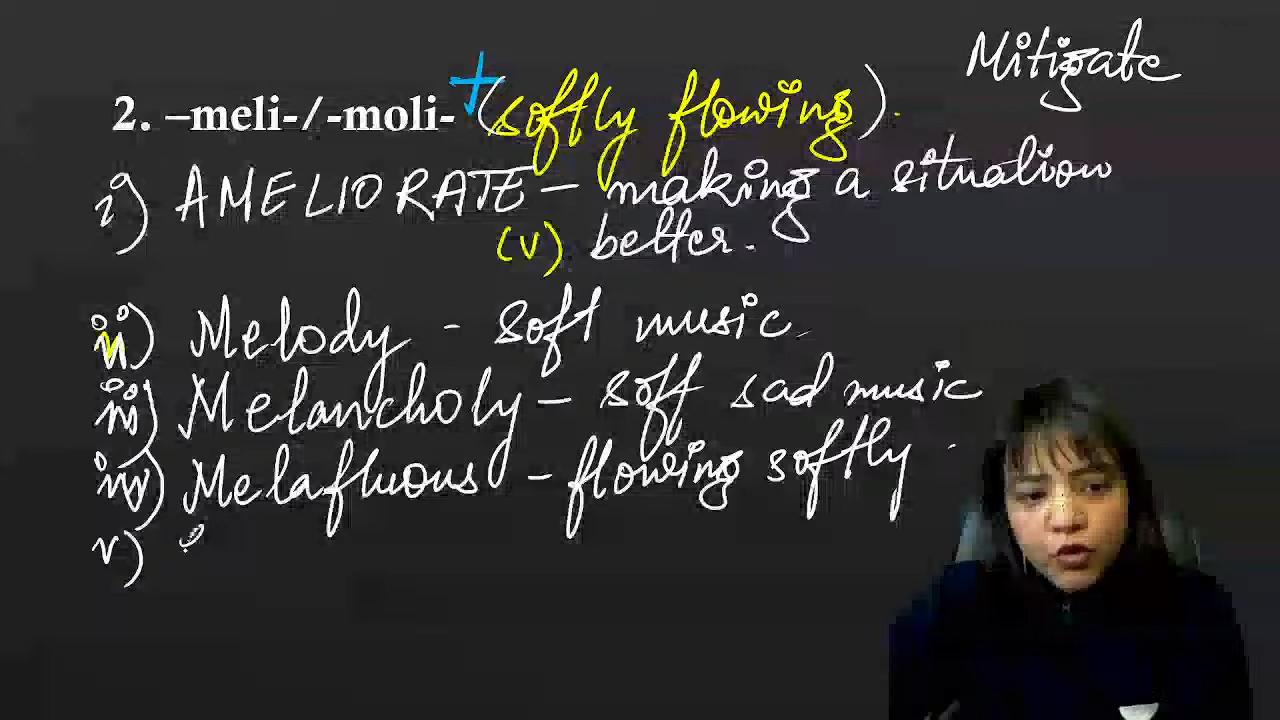 Mitigate
2. –meli-/-moli- + (softly flowing).
i) AMELIORATE – making a situation
(v) better.
ii) Melody - soft music.
iii) Melancholy – soft sad music
iv) Melafluous - flowing softly.
v)